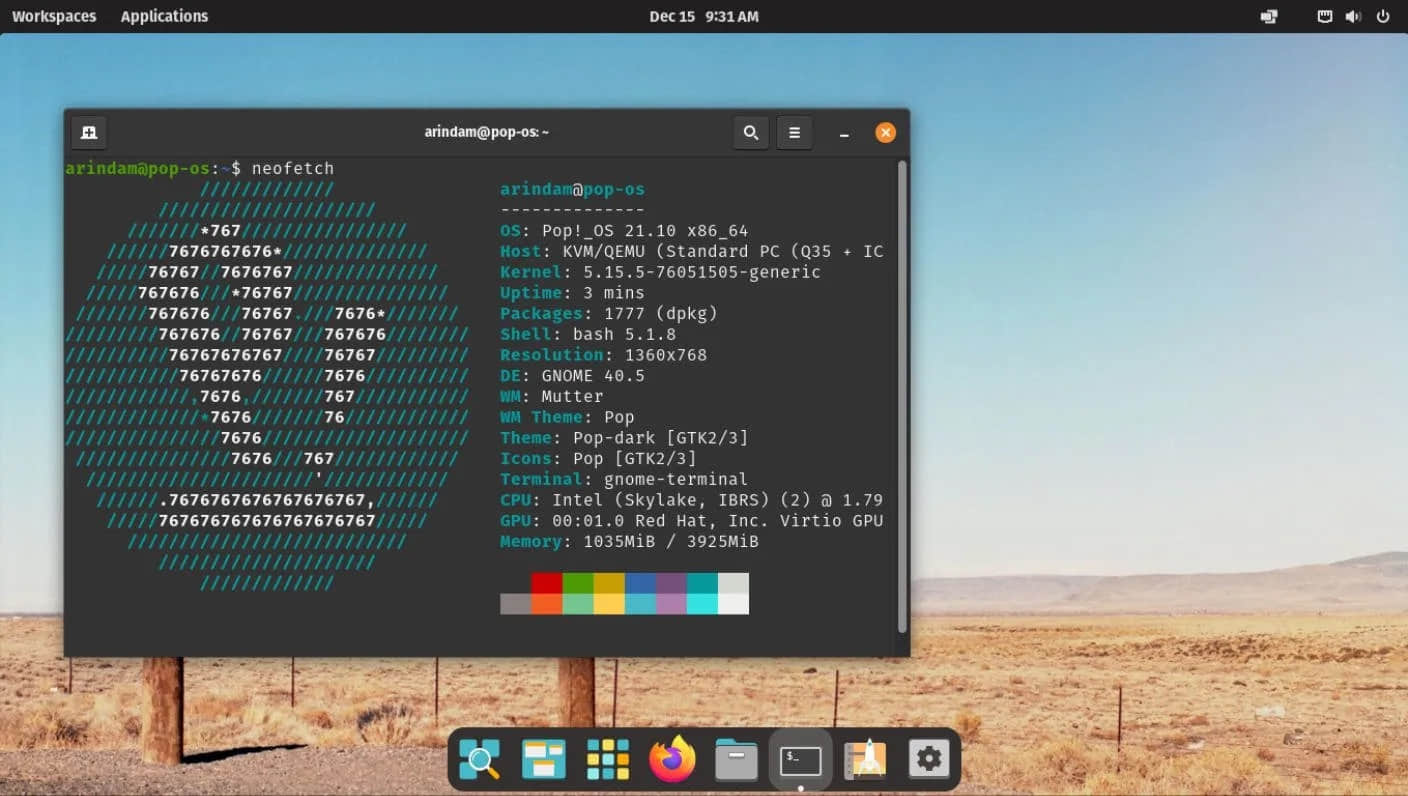 Workspaces Applications Dec 15 9:31 AM
arindam@pop-os: ~
arindam@pop-os:~$ neofetch
///////////// arindam@pop-os
///////////////////// --------------
///////*767//////////////// OS: Pop!_OS 21.10 x86_64
//////7676767676*////////////// Host: KVM/QEMU (Standard PC (Q35 + IC
/////76767//7676767////////////// Kernel: 5.15.5-76051505-generic
/////767676///*76767/////////////// Uptime: 3 mins
///////767676///76767.///7676*/////// Packages: 1777 (dpkg)
/////////767676//76767///767676//////// Shell: bash 5.1.8
//////////76767676767////76767///////// Resolution: 1360x768
///////////76767676//////7676////////// DE: GNOME 40.5
////////////,7676,///////767/////////// WM: Mutter
/////////////*7676///////76//////////// WM Theme: Pop
///////////////7676//////////////////// Theme: Pop-dark [GTK2/3]
///////////////7676///767//////////// Icons: Pop [GTK2/3]
//////////////////////'//////////// Terminal: gnome-terminal
//////.7676767676767676767,////// CPU: Intel (Skylake, IBRS) (2) @ 1.79
/////767676767676767676767///// GPU: 00:01.0 Red Hat, Inc. Virtio GPU
/////////////////////////// Memory: 1035MiB / 3925MiB
/////////////////////
/////////////
$_